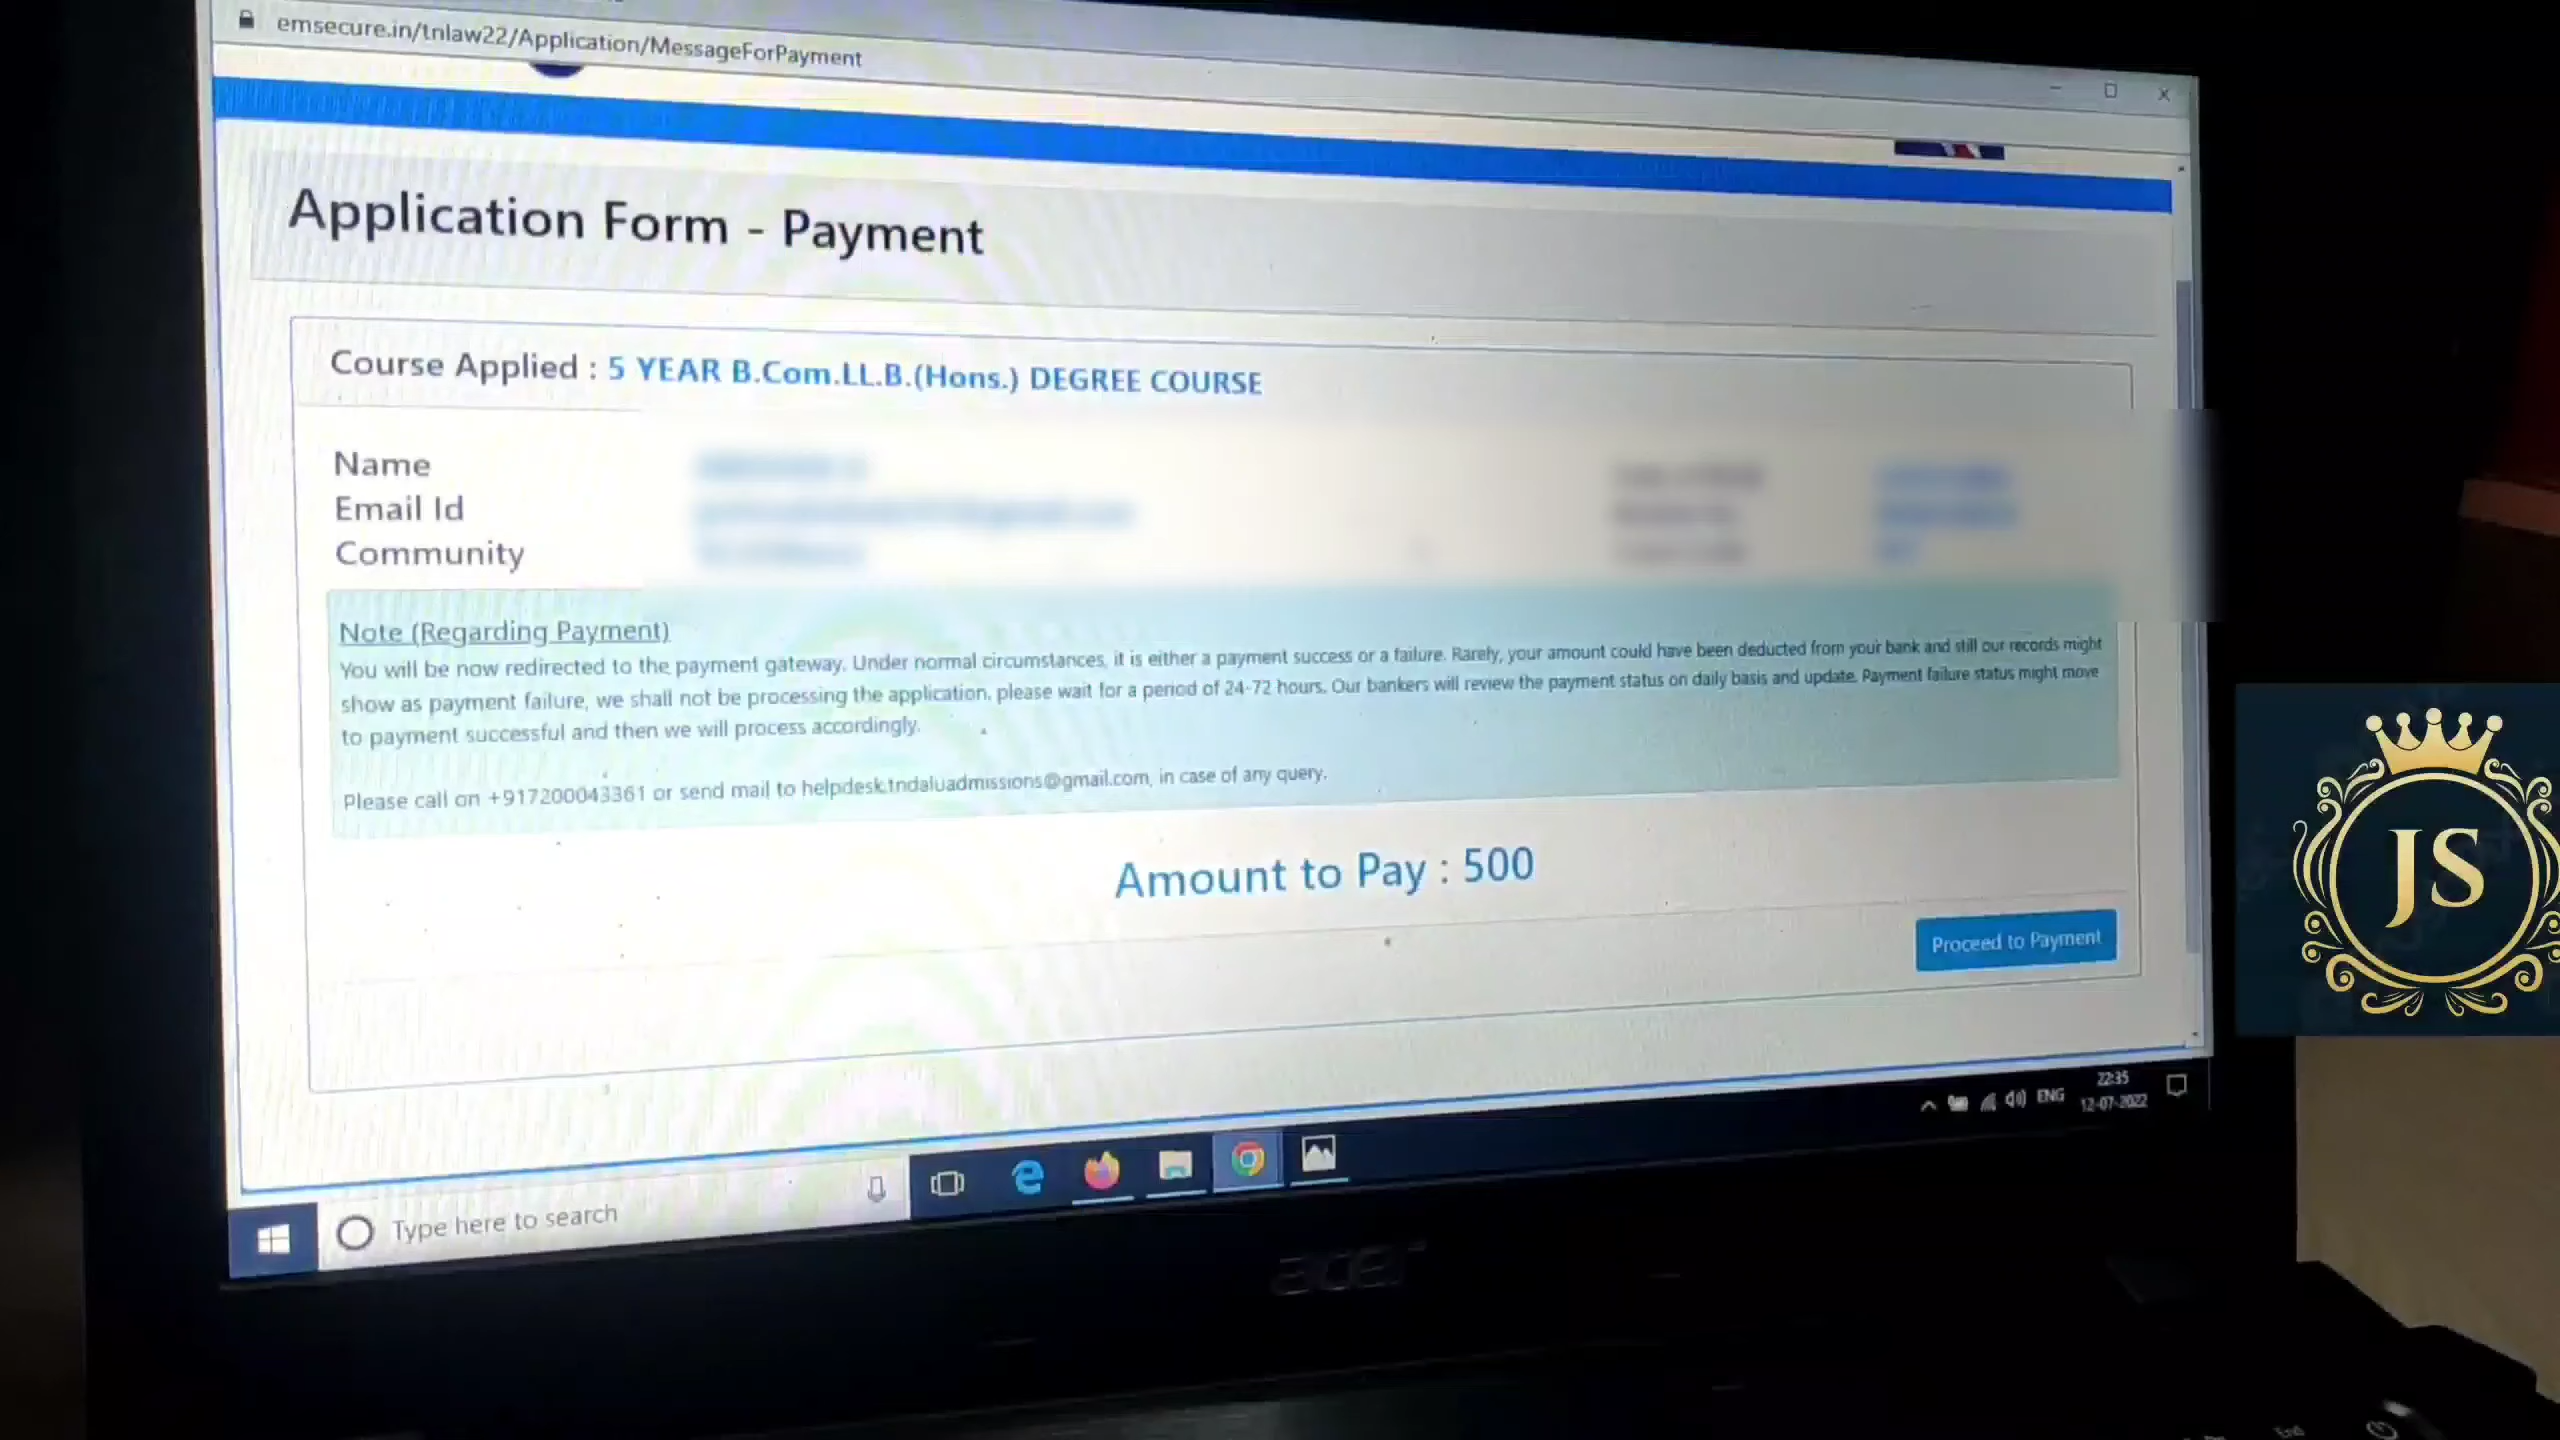 emsecure.in/tnlaw22/Application/MessageForPayment
Application Form - Payment
Course Applied : 5 YEAR B.Com.LL.B.(Hons.) DEGREE COURSE
Name
Email Id
Community
Note (Regarding Payment)
You will be now redirected to the payment gateway. Under normal circumstances, it is either a payment success or a failure. Rarely, your amount could have been deducted from your bank and still our records might
show as payment failure, we shall not be processing the application, please wait for a period of 24-72 hours. Our bankers will review the payment status on daily basis and update. Payment failure status might move
to payment successful and then we will process accordingly.
Please call on +917200043361 or send mail to helpdesk.tndaluadmissions@gmail.com, in case of any query.
Amount to Pay : 500
Proceed to Payment
JS
ENG
22:35
12-07-2022
Type here to search
acer
End